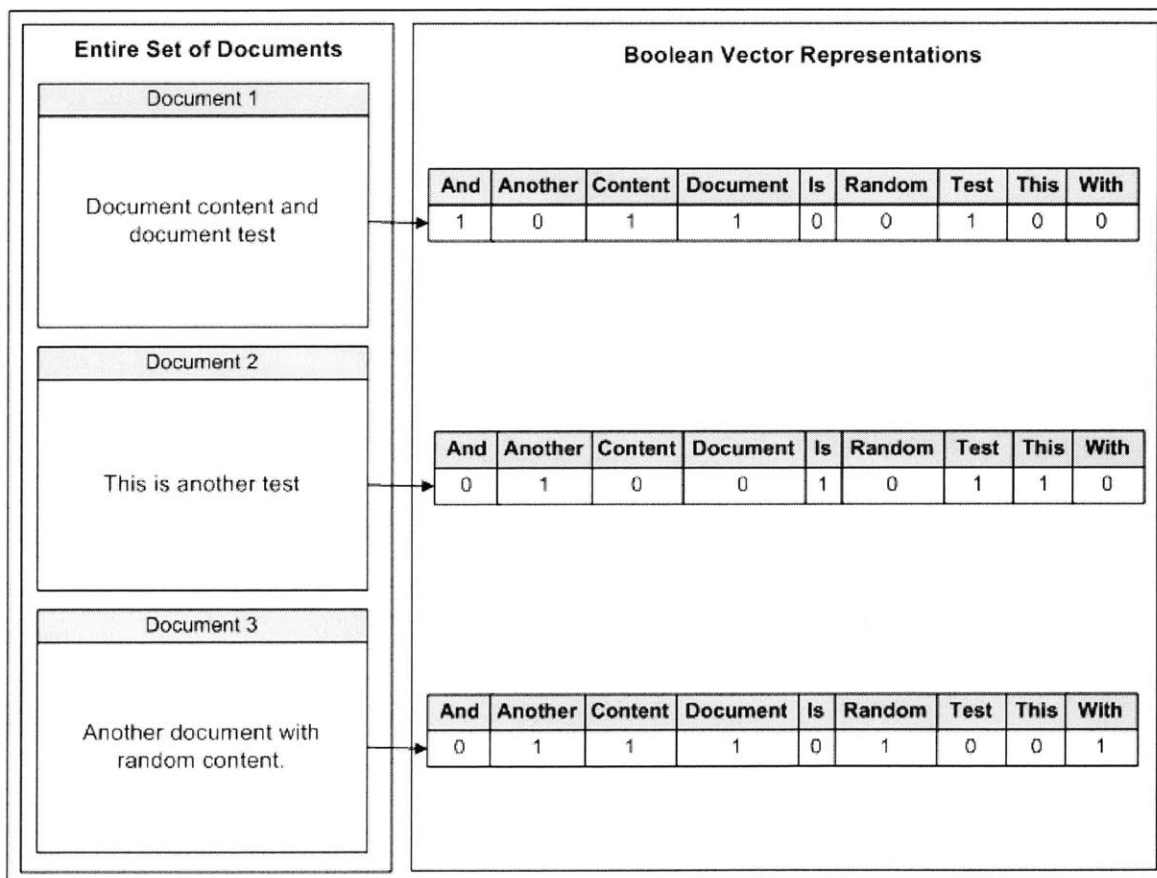 Entire Set of Documents
Document 1
Document content and
document test
Document 2
This is another test
Document 3
Another document with
random content.
Boolean Vector Representations
And Another Content Document Is Random Test This With
1 0 1 1 0 0 1 0 0
And Another Content Document Is Random Test This With
0 1 0 0 1 0 1 1 0
And Another Content Document Is Random Test This With
0 1 1 1 0 1 0 0 1